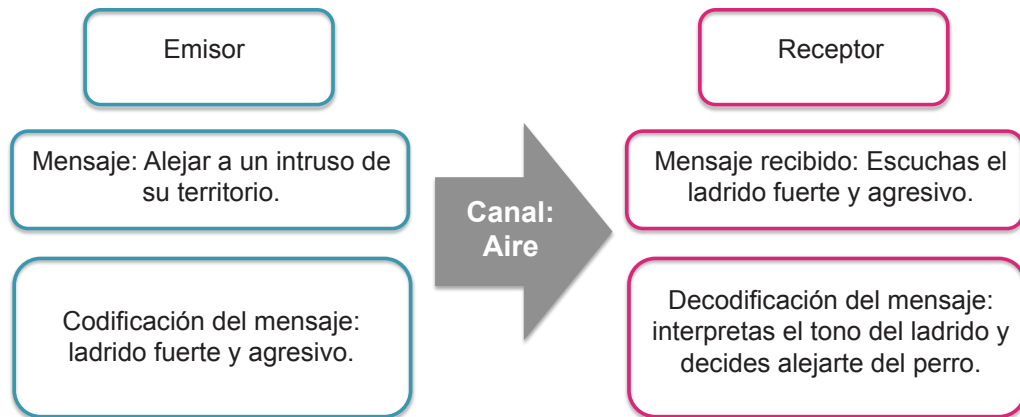 Emisor
Mensaje: Alejar a un intruso de
su territorio.
Codificación del mensaje:
ladrido fuerte y agresivo.
Canal:
Aire
Receptor
Mensaje recibido: Escuchas el
ladrido fuerte y agresivo.
Decodificación del mensaje:
interpretas el tono del ladrido y
decides alejarte del perro.